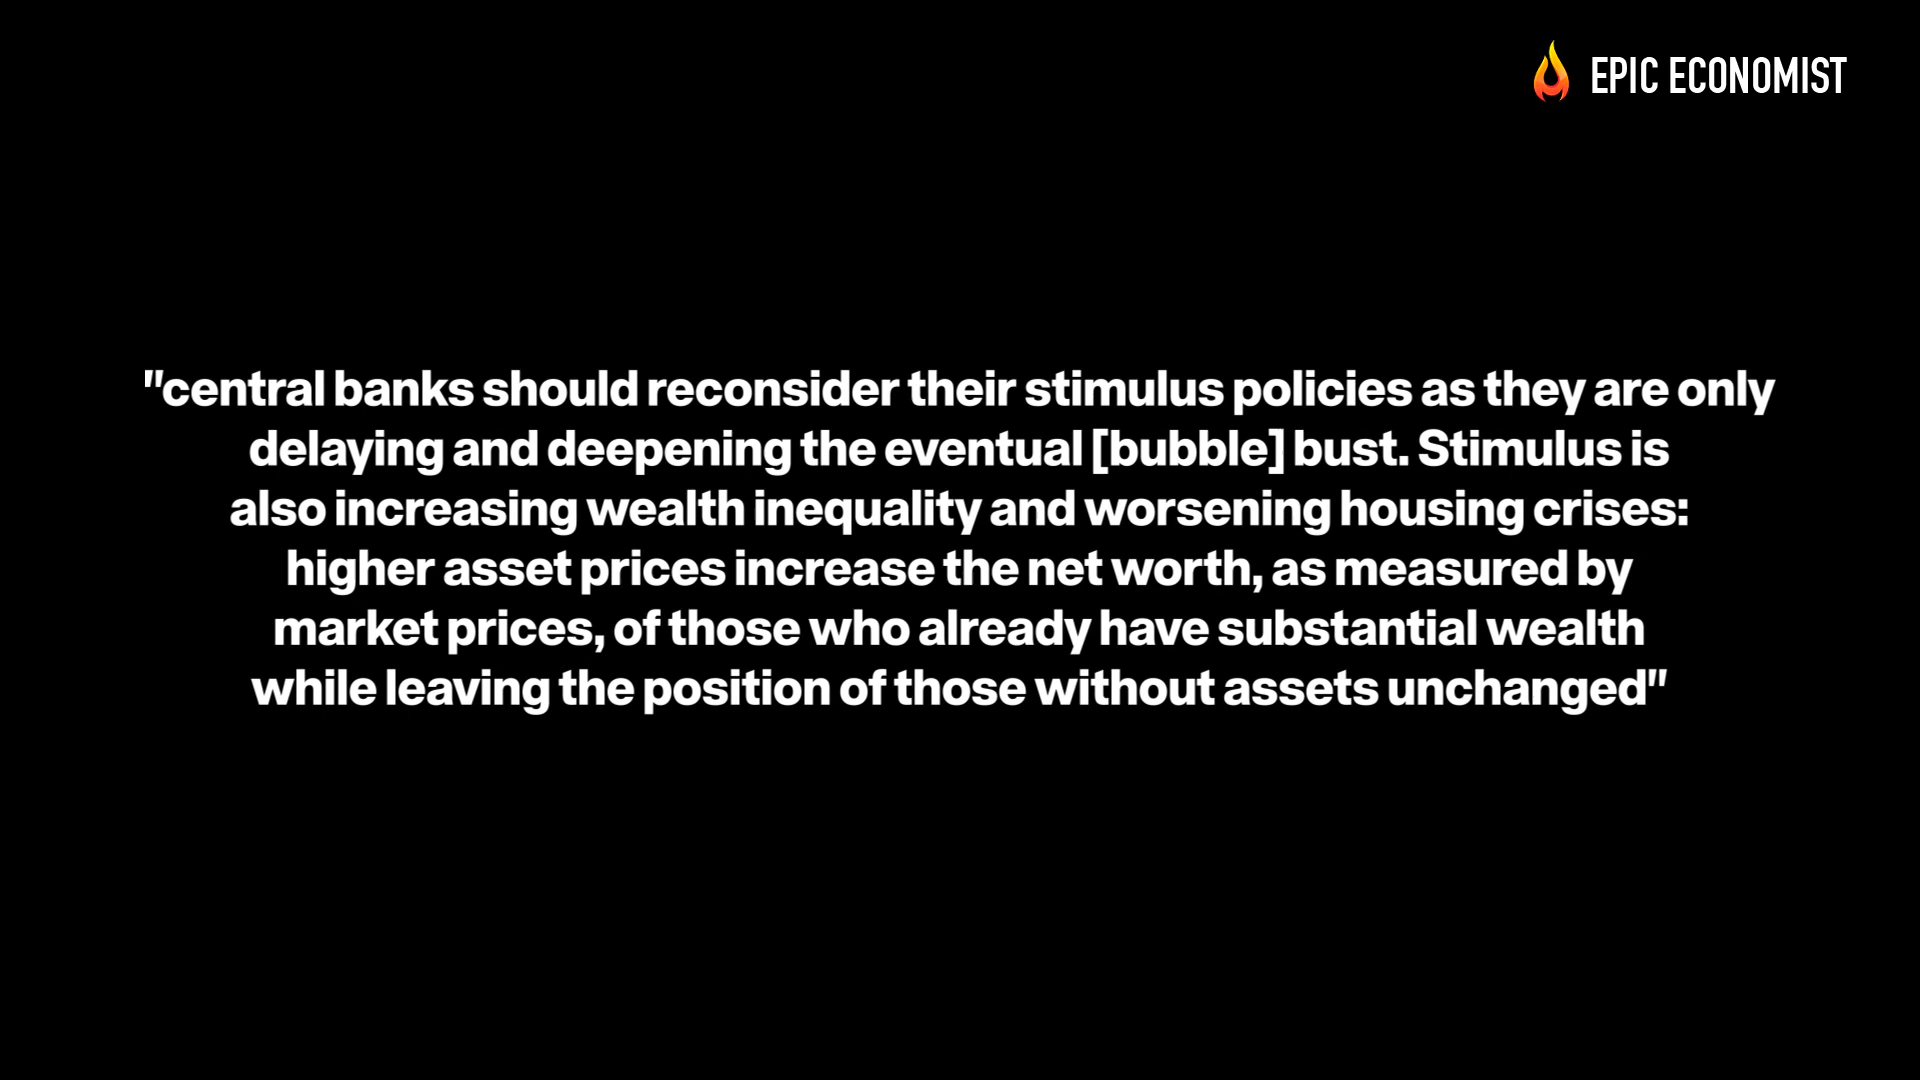 EPIC ECONOMIST
"central banks should reconsider their stimulus policies as they are only
delaying and deepening the eventual [bubble] bust. Stimulus is
also increasing wealth inequality and worsening housing crises:
higher asset prices increase the net worth, as measured by
market prices, of those who already have substantial wealth
while leaving the position of those without assets unchanged"